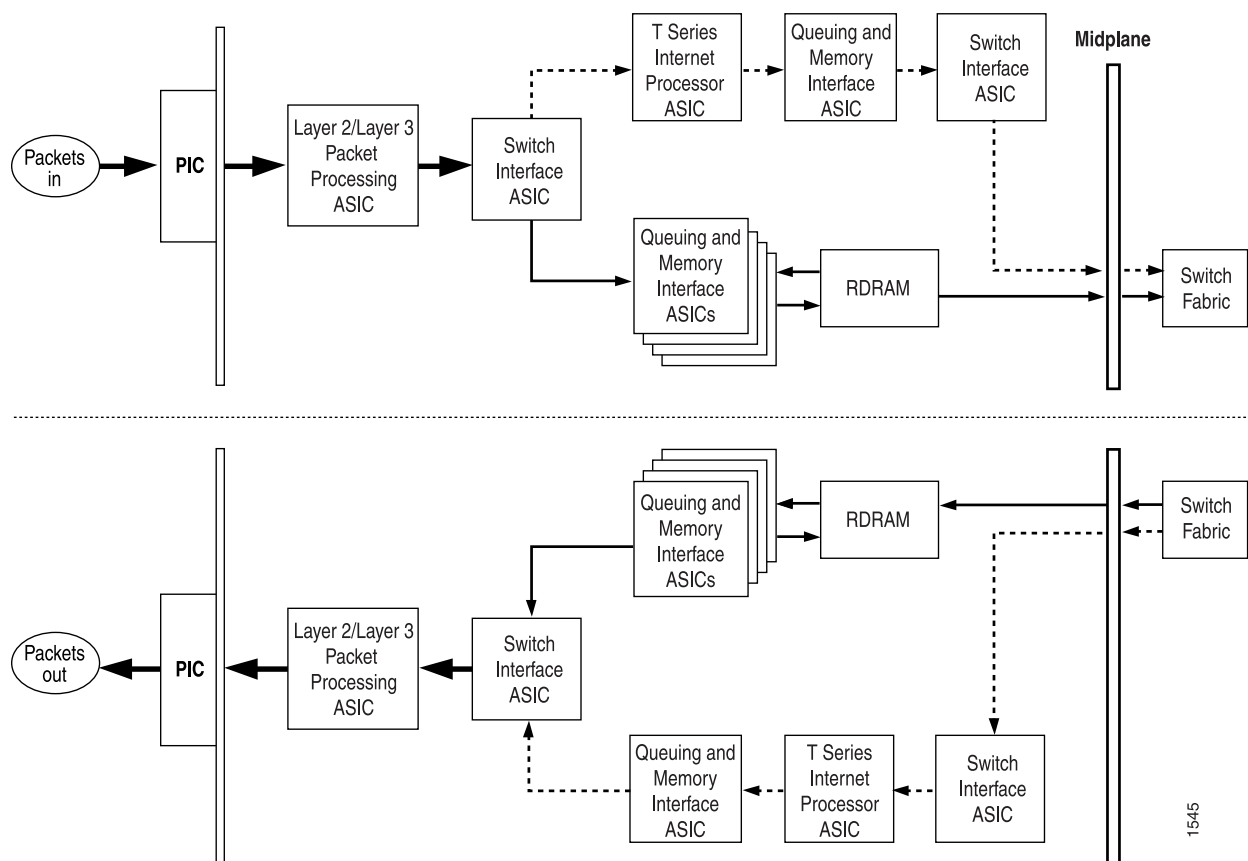 T Series
Internet
Processor
ASIC
Queuing and
Memory
Interface
ASIC
Switch
Interface
ASIC
Midplane
Packets
in
PIC
Layer 2/Layer 3
Packet
Processing
ASIC
Switch
Interface
ASIC
Queuing and
Memory
Interface
ASICs
RDRAM
Switch
Fabric
Queuing and
Memory
Interface
ASICs
RDRAM
Switch
Fabric
Packets
out
PIC
Layer 2/Layer 3
Packet
Processing
ASIC
Switch
Interface
ASIC
Queuing and
Memory
Interface
ASIC
T Series
Internet
Processor
ASIC
Switch
Interface
ASIC
1545